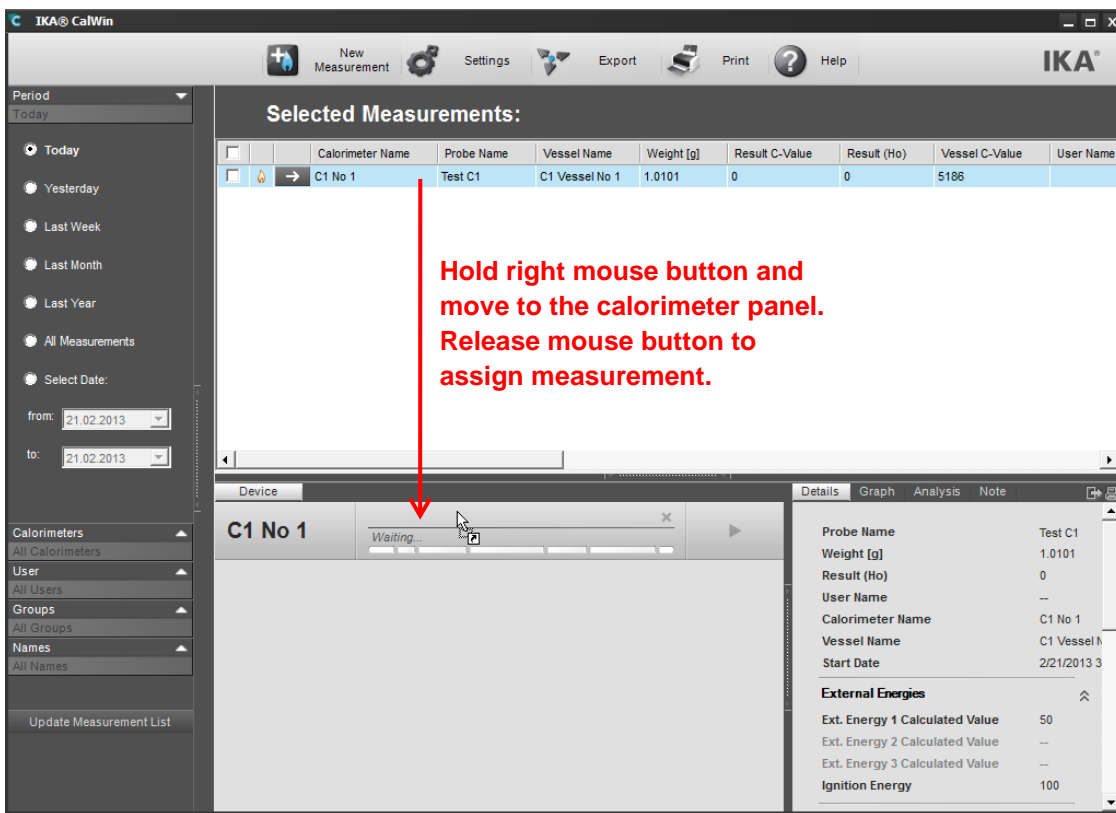 IKA® CalWin
New Measurement Settings Export Print Help IKA®
Period
Today
Today
Yesterday
Last Week
Last Month
Last Year
All Measurements
Select Date:
from: 21.02.2013
to: 21.02.2013
Calorimeters
All Calorimeters
User
All Users
Groups
All Groups
Names
All Names
Update Measurement List
Selected Measurements:
Calorimeter Name Probe Name Vessel Name Weight [g] Result C-Value Result (Ho) Vessel C-Value User Name
C1 No 1 Test C1 C1 Vessel No 1 1.0101 0 0 5186
Hold right mouse button and
move to the calorimeter panel.
Release mouse button to
assign measurement.
Device
C1 No 1 Waiting...
Details Graph Analysis Note
Probe Name Test C1
Weight [g] 1.0101
Result (Ho) 0
User Name --
Calorimeter Name C1 No 1
Vessel Name C1 Vessel
Start Date 2/21/2013 3
External Energies
Ext. Energy 1 Calculated Value 50
Ext. Energy 2 Calculated Value --
Ext. Energy 3 Calculated Value --
Ignition Energy 100